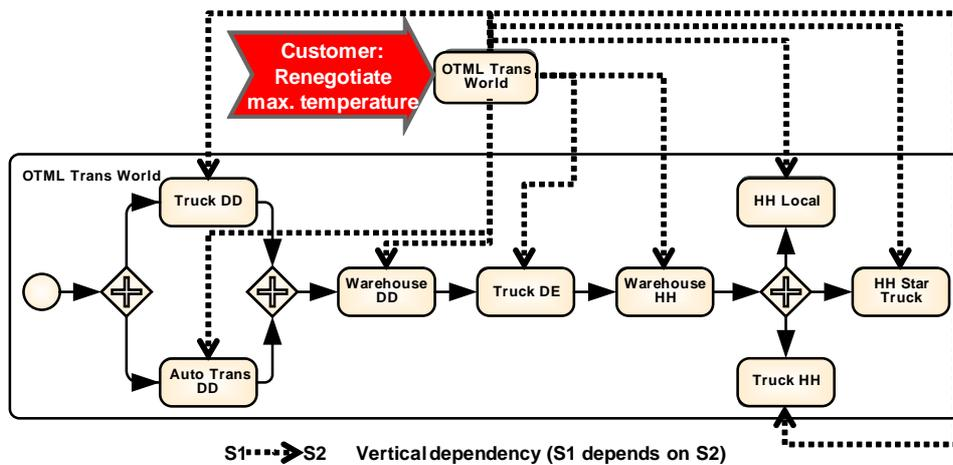 Customer:
Renegotiate
max. temperature
OTML Trans
World
OTML Trans World
Truck DD
HH Local
Warehouse
DD
Truck DE
Warehouse
HH
HH Star
Truck
Auto Trans
DD
Truck HH
S1 S2 Vertical dependency (S1 depends on S2)